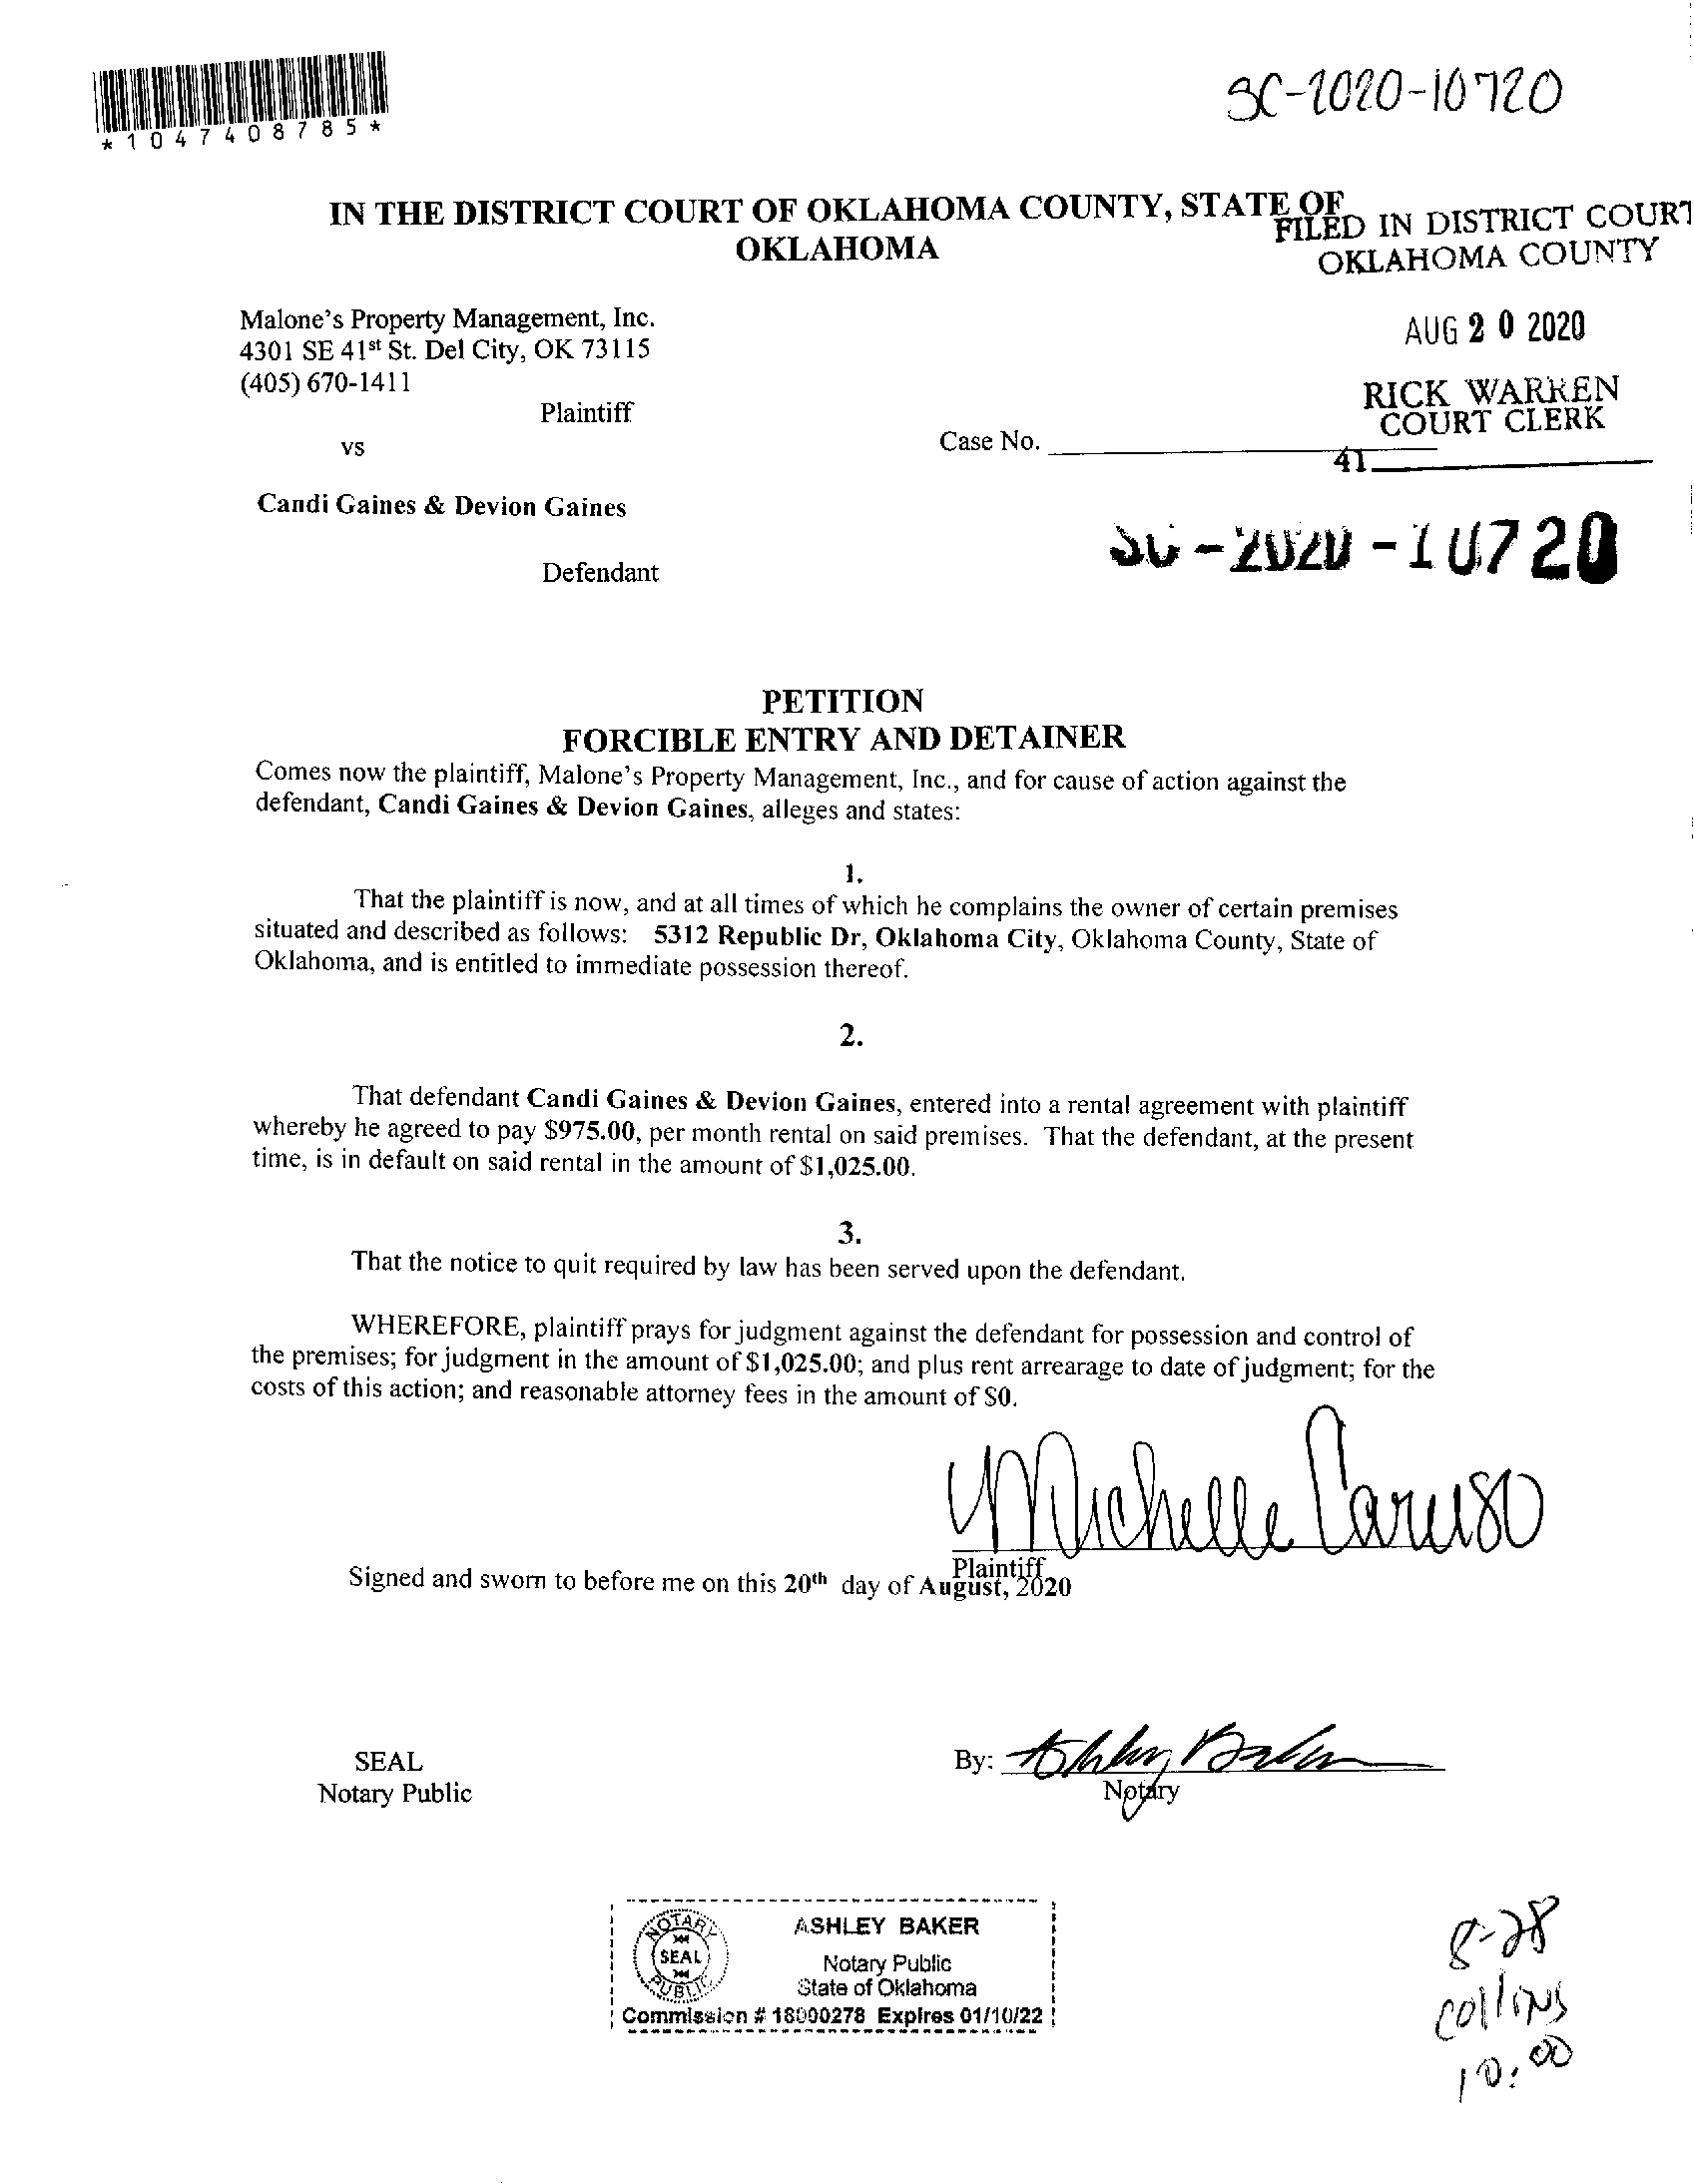 *1047408785*
SC-2020-10720
IN THE DISTRICT COURT OF OKLAHOMA COUNTY, STATE OF
OKLAHOMA
FILED IN DISTRICT COURT
OKLAHOMA COUNTY
AUG 20 2020
RICK WARREN
COURT CLERK
41
Malone's Property Management, Inc.
4301 SE 41st St. Del City, OK 73115
(405) 670-1411
Plaintiff
vs
Case No.
Candi Gaines & Devion Gaines
SC-2020-10720
Defendant
PETITION
FORCIBLE ENTRY AND DETAINER
Comes now the plaintiff, Malone's Property Management, Inc., and for cause of action against the
defendant, Candi Gaines & Devion Gaines, alleges and states:
1.
That the plaintiff is now, and at all times of which he complains the owner of certain premises
situated and described as follows: 5312 Republic Dr, Oklahoma City, Oklahoma County, State of
Oklahoma, and is entitled to immediate possession thereof.
2.
That defendant Candi Gaines & Devion Gaines, entered into a rental agreement with plaintiff
whereby he agreed to pay $975.00, per month rental on said premises. That the defendant, at the present
time, is in default on said rental in the amount of $1,025.00.
3.
That the notice to quit required by law has been served upon the defendant.
WHEREFORE, plaintiff prays for judgment against the defendant for possession and control of
the premises; for judgment in the amount of $1,025.00; and plus rent arrearage to date of judgment; for the
costs of this action; and reasonable attorney fees in the amount of $0.
Michelle Caruso
Plaintiff
Signed and sworn to before me on this 20th day of August, 2020
SEAL
Notary Public
By: Ashley Baker
Notary
NOTARY SEAL PUBLIC
ASHLEY BAKER
Notary Public
State of Oklahoma
Commission # 18000278 Expires 01/10/22
8-28
collins
10:00